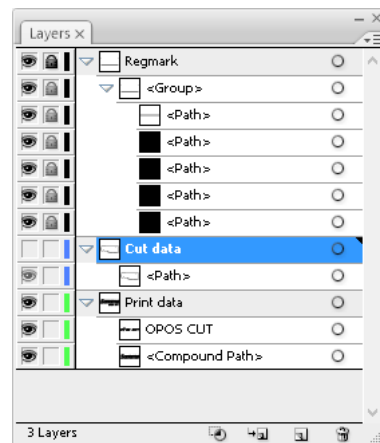 Layers ×
Regmark
<Group>
<Path>
<Path>
<Path>
<Path>
<Path>
Cut data
<Path>
Print data
OPOS CUT
<Compound Path>
3 Layers